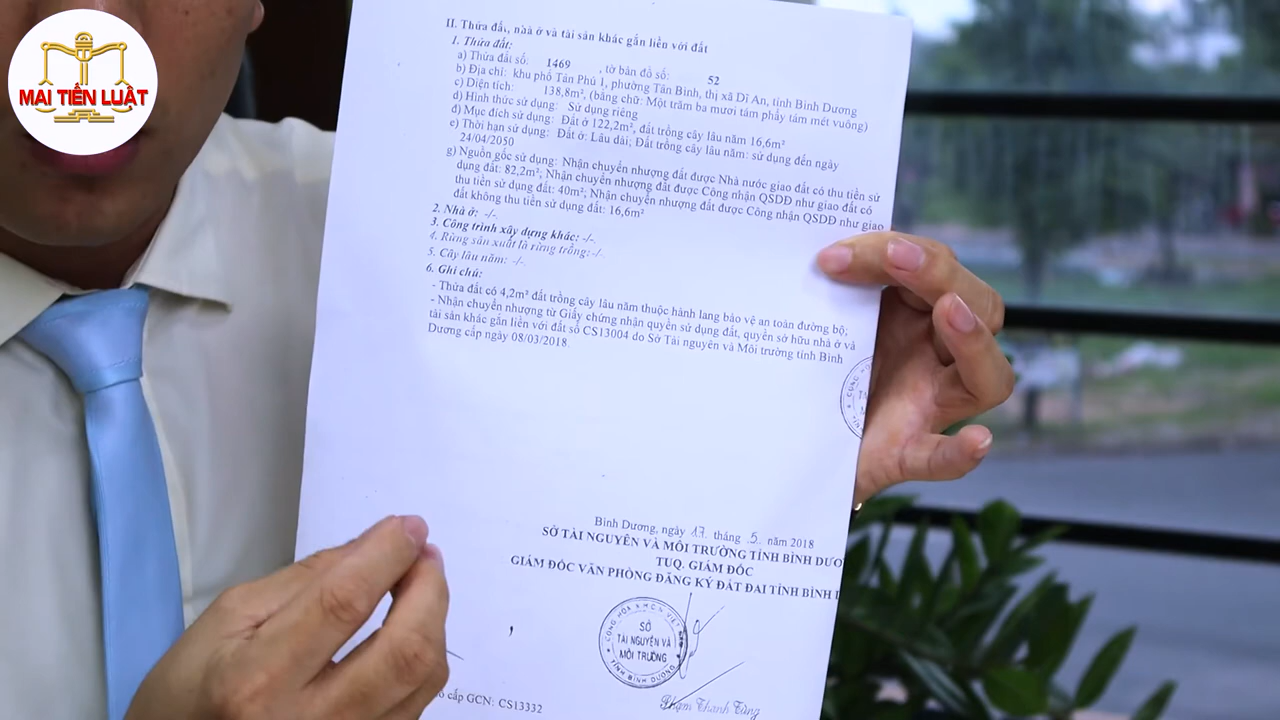 MAI TIẾN LUẬT
II. Thửa đất, nhà ở và tài sản khác gắn liền với đất
1. Thửa đất:
a) Thửa đất số: 1469 , tờ bản đồ số: 52
b) Địa chỉ: khu phố Tân Phú 1, phường Tân Bình, thị xã Dĩ An, tỉnh Bình Dương
c) Diện tích: 138,8m², (bằng chữ: Một trăm ba mươi tám phẩy tám mét vuông)
d) Hình thức sử dụng: Sử dụng riêng
đ) Mục đích sử dụng: Đất ở 122,2m², đất trồng cây lâu năm 16,6m²
e) Thời hạn sử dụng: Đất ở: Lâu dài; Đất trồng cây lâu năm: sử dụng đến ngày
24/04/2050
g) Nguồn gốc sử dụng: Nhận chuyển nhượng đất được Nhà nước giao đất có thu tiền sử
dụng đất: 82,2m²; Nhận chuyển nhượng đất được Công nhận QSDĐ như giao đất có
thu tiền sử dụng đất: 40m²; Nhận chuyển nhượng đất được Công nhận QSDĐ như giao
đất không thu tiền sử dụng đất: 16,6m²
2. Nhà ở: -/-.
3. Công trình xây dựng khác: -/-.
4. Rừng sản xuất là rừng trồng: -/-.
5. Cây lâu năm: -/-.
6. Ghi chú:
- Thửa đất có 4,2m² đất trồng cây lâu năm thuộc hành lang bảo vệ an toàn đường bộ;
- Nhận chuyển nhượng từ Giấy chứng nhận quyền sử dụng đất, quyền sở hữu nhà ở và
tài sản khác gắn liền với đất số CS13004 do Sở Tài nguyên và Môi trường tỉnh Bình
Dương cấp ngày 08/03/2018.
Bình Dương, ngày 17 tháng 5 năm 2018
SỞ TÀI NGUYÊN VÀ MÔI TRƯỜNG TỈNH BÌNH DƯƠ
TUQ. GIÁM ĐỐC
GIÁM ĐỐC VĂN PHÒNG ĐĂNG KÝ ĐẤT ĐAI TỈNH BÌNH
CỘNG HÒA X.H.C.N VIỆT NAM
SỞ
TÀI NGUYÊN VÀ
MÔI TRƯỜNG
TỈNH BÌNH DƯƠNG
Phạm Thanh Tùng
cấp GCN: CS13332